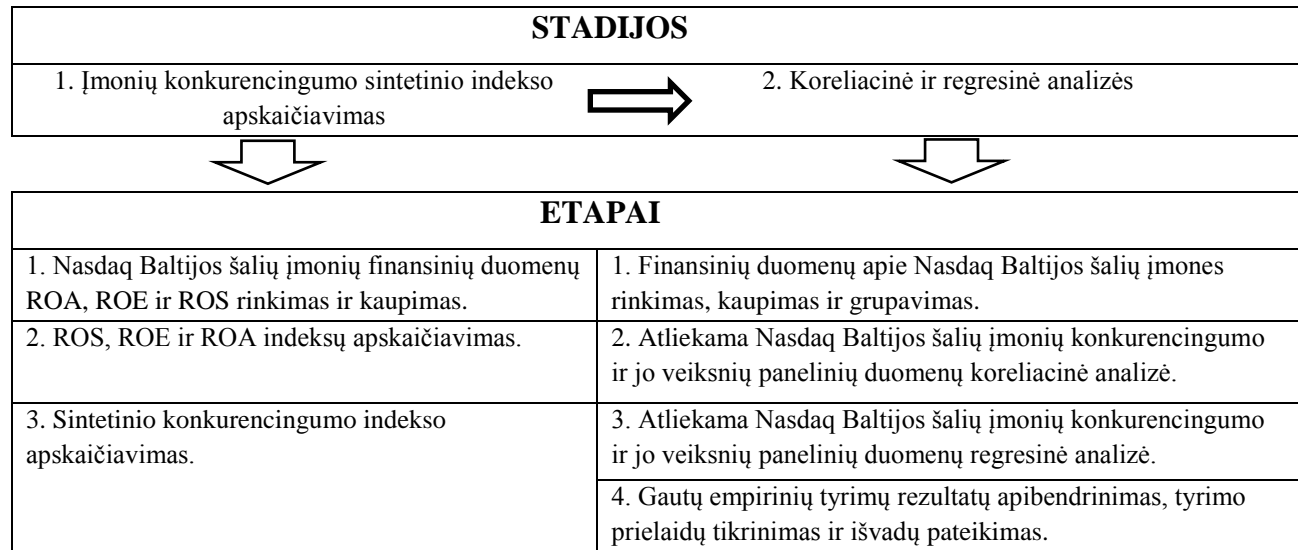 STADIJOS
1. Įmonių konkurencingumo sintetinio indekso
apskaičiavimas
2. Koreliacinė ir regresinė analizės
ETAPAI
1. Nasdaq Baltijos šalių įmonių finansinių duomenų
ROA, ROE ir ROS rinkimas ir kaupimas.
1. Finansinių duomenų apie Nasdaq Baltijos šalių įmones
rinkimas, kaupimas ir grupavimas.
2. ROS, ROE ir ROA indeksų apskaičiavimas.
2. Atliekama Nasdaq Baltijos šalių įmonių konkurencingumo
ir jo veiksnių panelinių duomenų koreliacinė analizė.
3. Sintetinio konkurencingumo indekso
apskaičiavimas.
3. Atliekama Nasdaq Baltijos šalių įmonių konkurencingumo
ir jo veiksnių panelinių duomenų regresinė analizė.
4. Gautų empirinių tyrimų rezultatų apibendrinimas, tyrimo
prielaidų tikrinimas ir išvadų pateikimas.